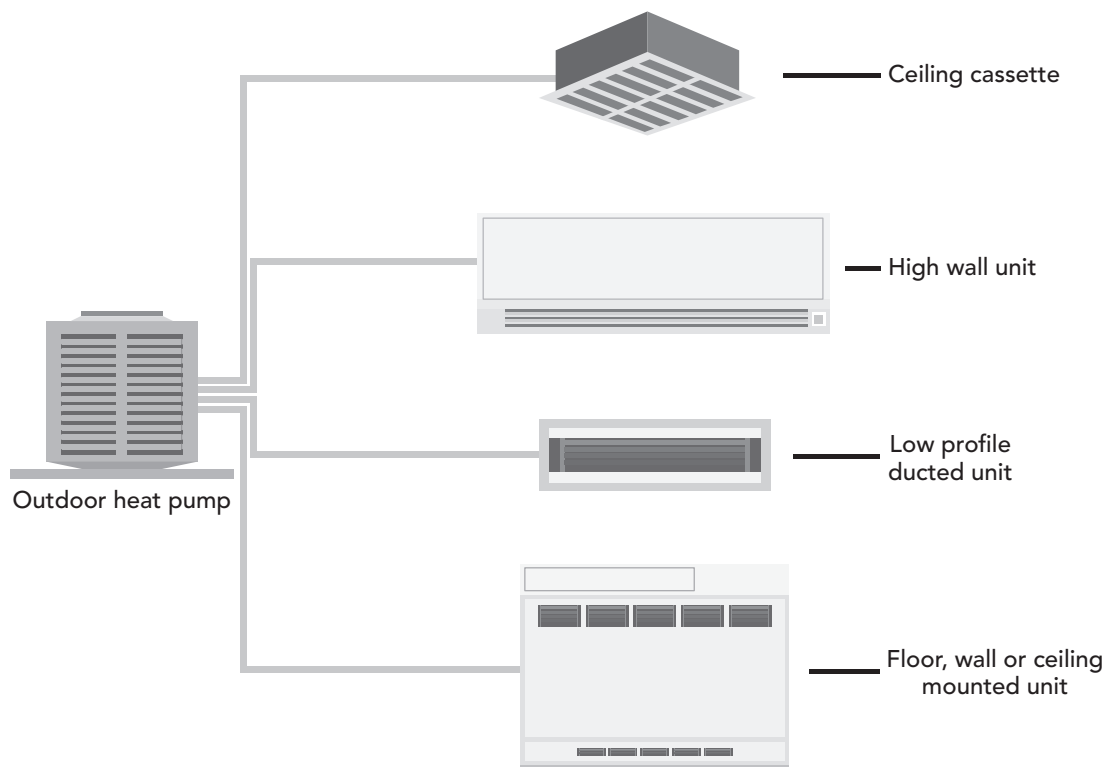 Ceiling cassette
High wall unit
Low profile
ducted unit
Outdoor heat pump
Floor, wall or ceiling
mounted unit